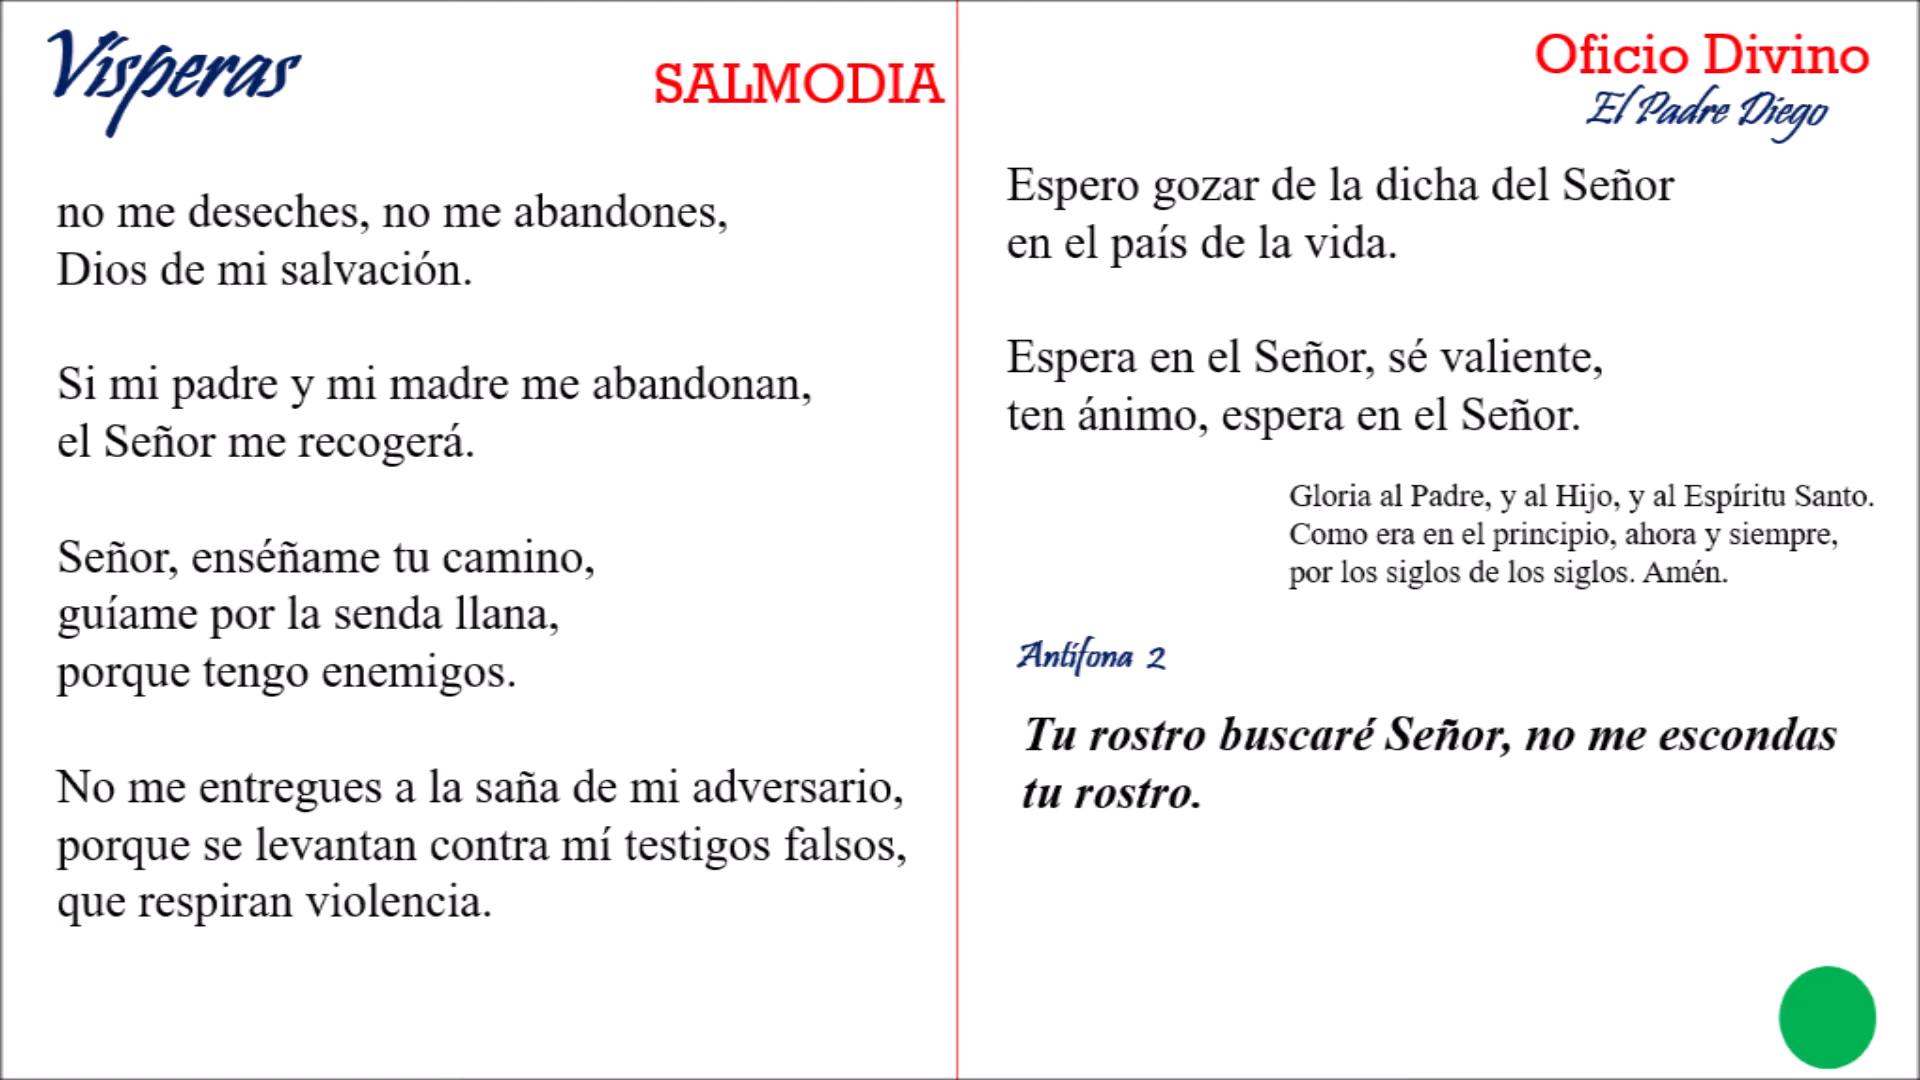 Vísperas
SALMODIA
no me deseches, no me abandones,
Dios de mi salvación.
Si mi padre y mi madre me abandonan,
el Señor me recogerá.
Señor, enséñame tu camino,
guíame por la senda llana,
porque tengo enemigos.
No me entregues a la saña de mi adversario,
porque se levantan contra mí testigos falsos,
que respiran violencia.
Oficio Divino
El Padre Diego
Espero gozar de la dicha del Señor
en el país de la vida.
Espera en el Señor, sé valiente,
ten ánimo, espera en el Señor.
Gloria al Padre, y al Hijo, y al Espíritu Santo.
Como era en el principio, ahora y siempre,
por los siglos de los siglos. Amén.
Antífona 2
Tu rostro buscaré Señor, no me escondas
tu rostro.